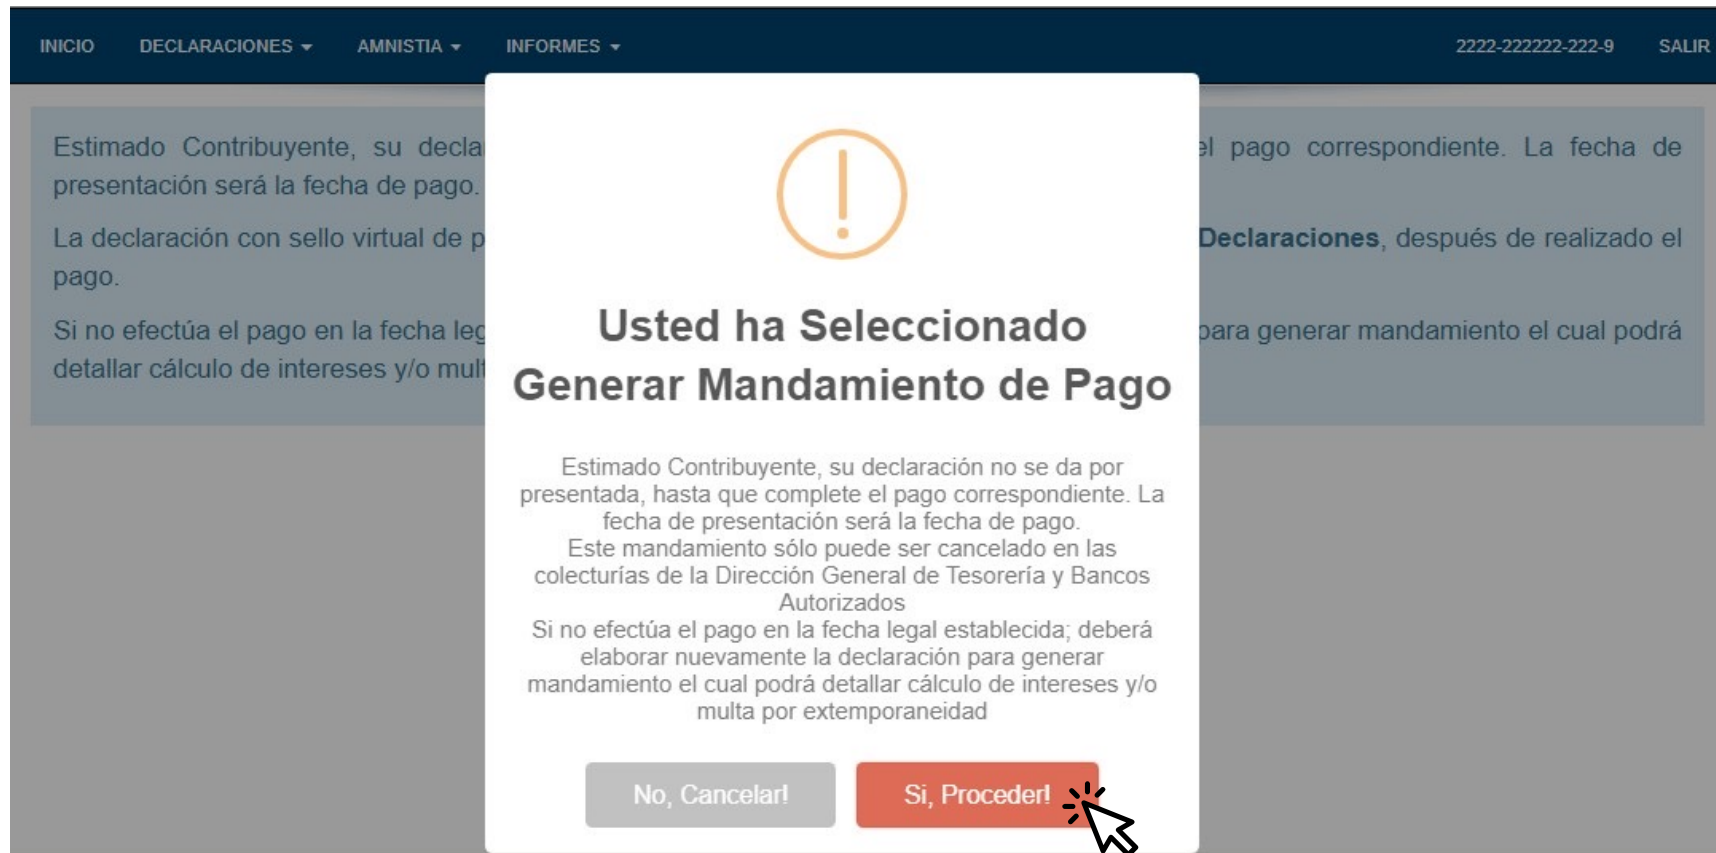 INICIO DECLARACIONES AMNISTIA INFORMES 2222-222222-222-9 SALIR
Estimado Contribuyente, su decla el pago correspondiente. La fecha de
presentación será la fecha de pago.
La declaración con sello virtual de p Declaraciones, después de realizado el
pago.
Si no efectúa el pago en la fecha leg para generar mandamiento el cual podrá
detallar cálculo de intereses y/o mult
Usted ha Seleccionado
Generar Mandamiento de Pago
Estimado Contribuyente, su declaración no se da por
presentada, hasta que complete el pago correspondiente. La
fecha de presentación será la fecha de pago.
Este mandamiento sólo puede ser cancelado en las
colecturías de la Dirección General de Tesorería y Bancos
Autorizados
Si no efectúa el pago en la fecha legal establecida; deberá
elaborar nuevamente la declaración para generar
mandamiento el cual podrá detallar cálculo de intereses y/o
multa por extemporaneidad
No, Cancelar! Si, Proceder!